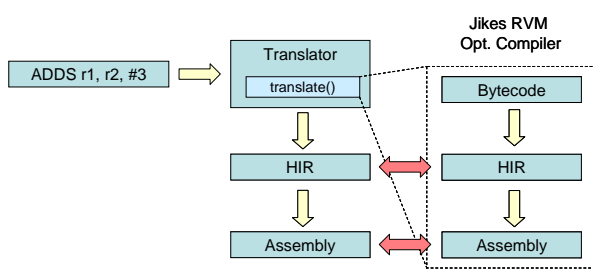 Jikes RVM
Opt. Compiler
Translator
ADDS r1, r2, #3
translate()
Bytecode
HIR
HIR
Assembly
Assembly